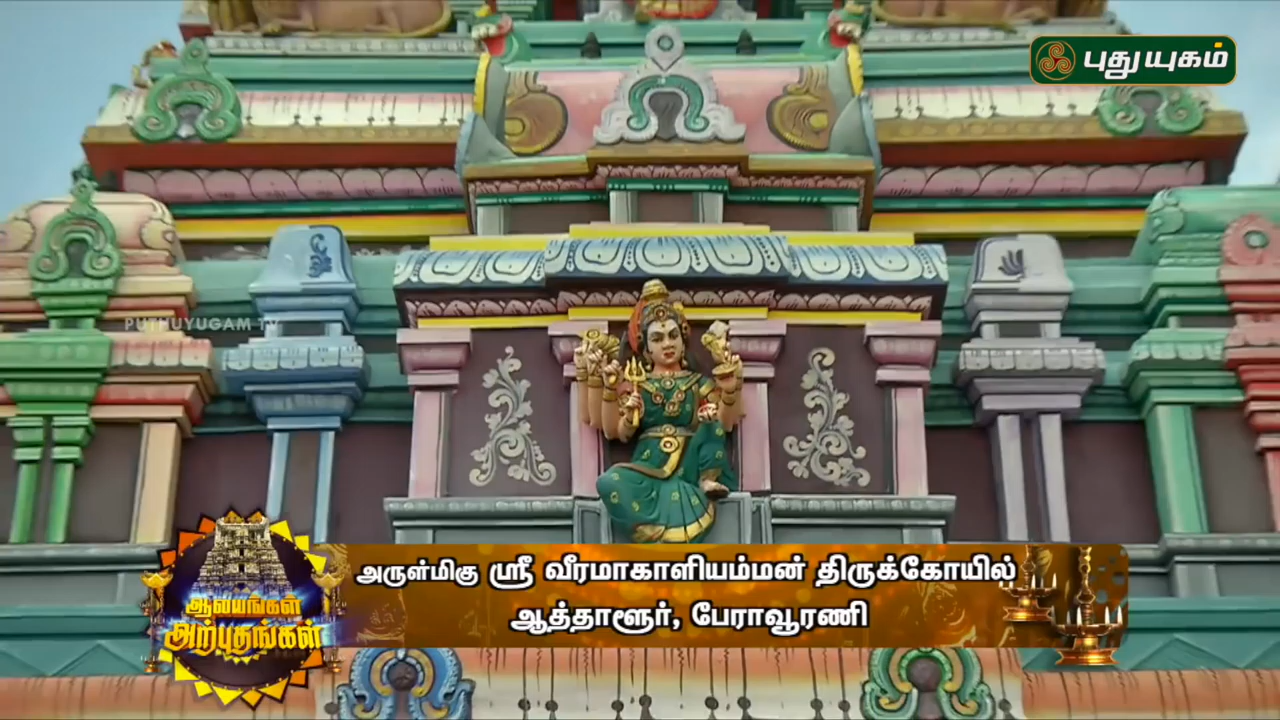 புதுயுகம்
PUTHUYUGAM TV
அருள்மிகு ஸ்ரீ வீரமாகாளியம்மன் திருக்கோயில்
ஆத்தாளூர், பேராவூரணி
ஆலயங்கள்
அற்புதங்கள்